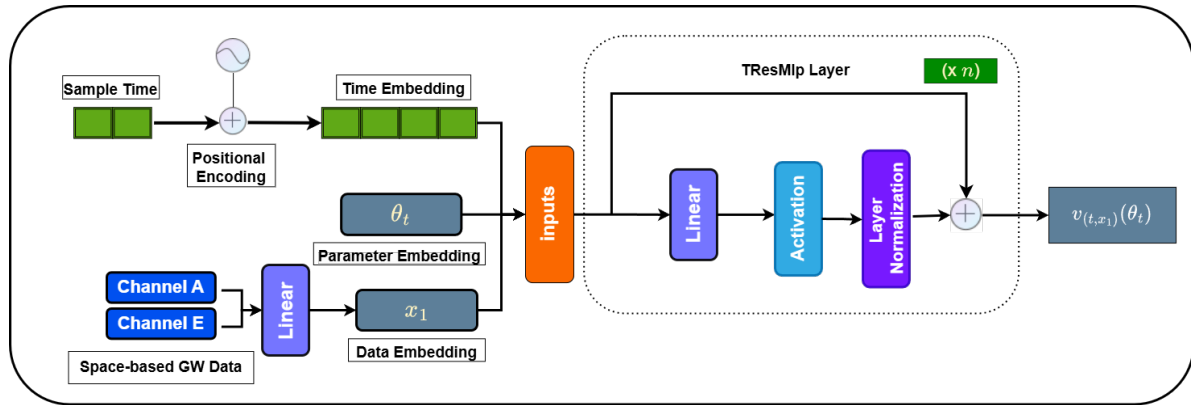 Sample Time
Positional
Encoding
Time Embedding
θ_t
Parameter Embedding
Channel A
Channel E
Space-based GW Data
Linear
x_1
Data Embedding
inputs
TResMlp Layer
(x n)
Linear
Activation
Layer
Normalization
v_{(t,x_1)}(θ_t)